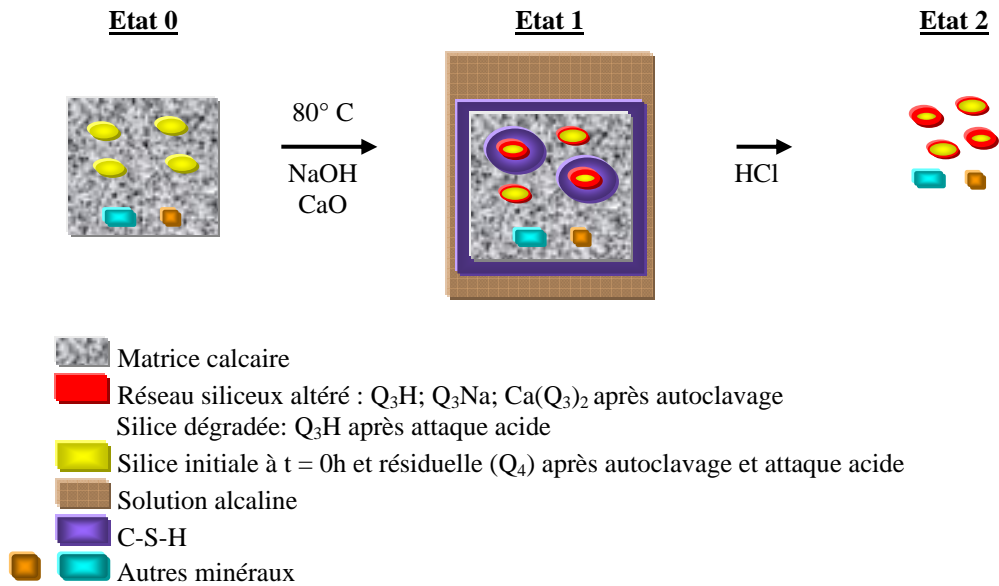 Etat 0
Etat 1
Etat 2
80° C
NaOH
CaO
HCl
Matrice calcaire
Réseau siliceux altéré : Q₃H; Q₃Na; Ca(Q₃)₂ après autoclavage
Silice dégradée: Q₃H après attaque acide
Silice initiale à t = 0h et résiduelle (Q₄) après autoclavage et attaque acide
Solution alcaline
C-S-H
Autres minéraux